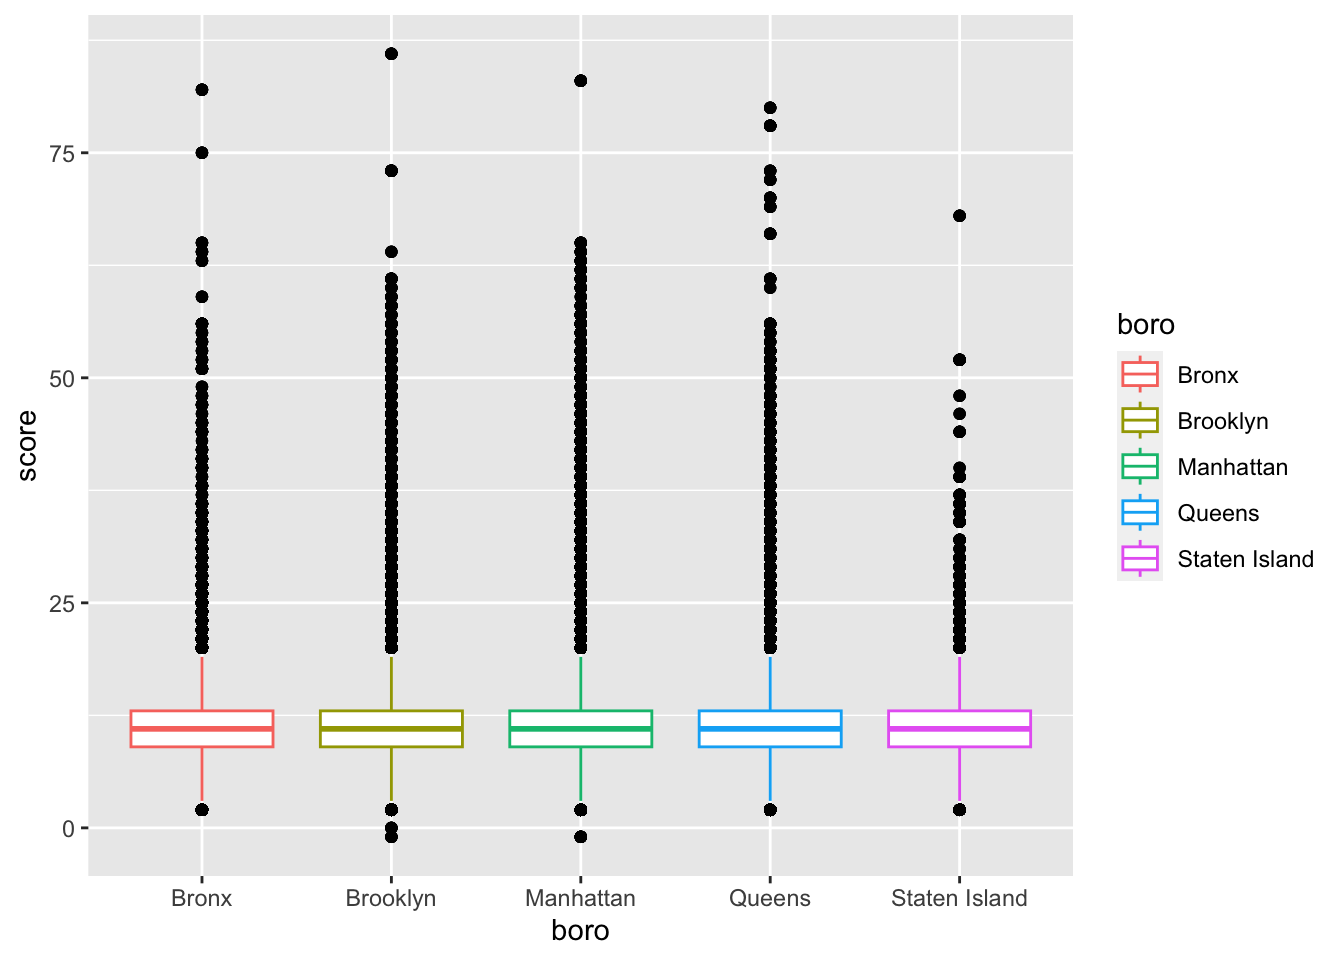 75
50
25
0
score
Bronx
Brooklyn
Manhattan
Queens
Staten Island
boro
boro
Bronx
Brooklyn
Manhattan
Queens
Staten Island